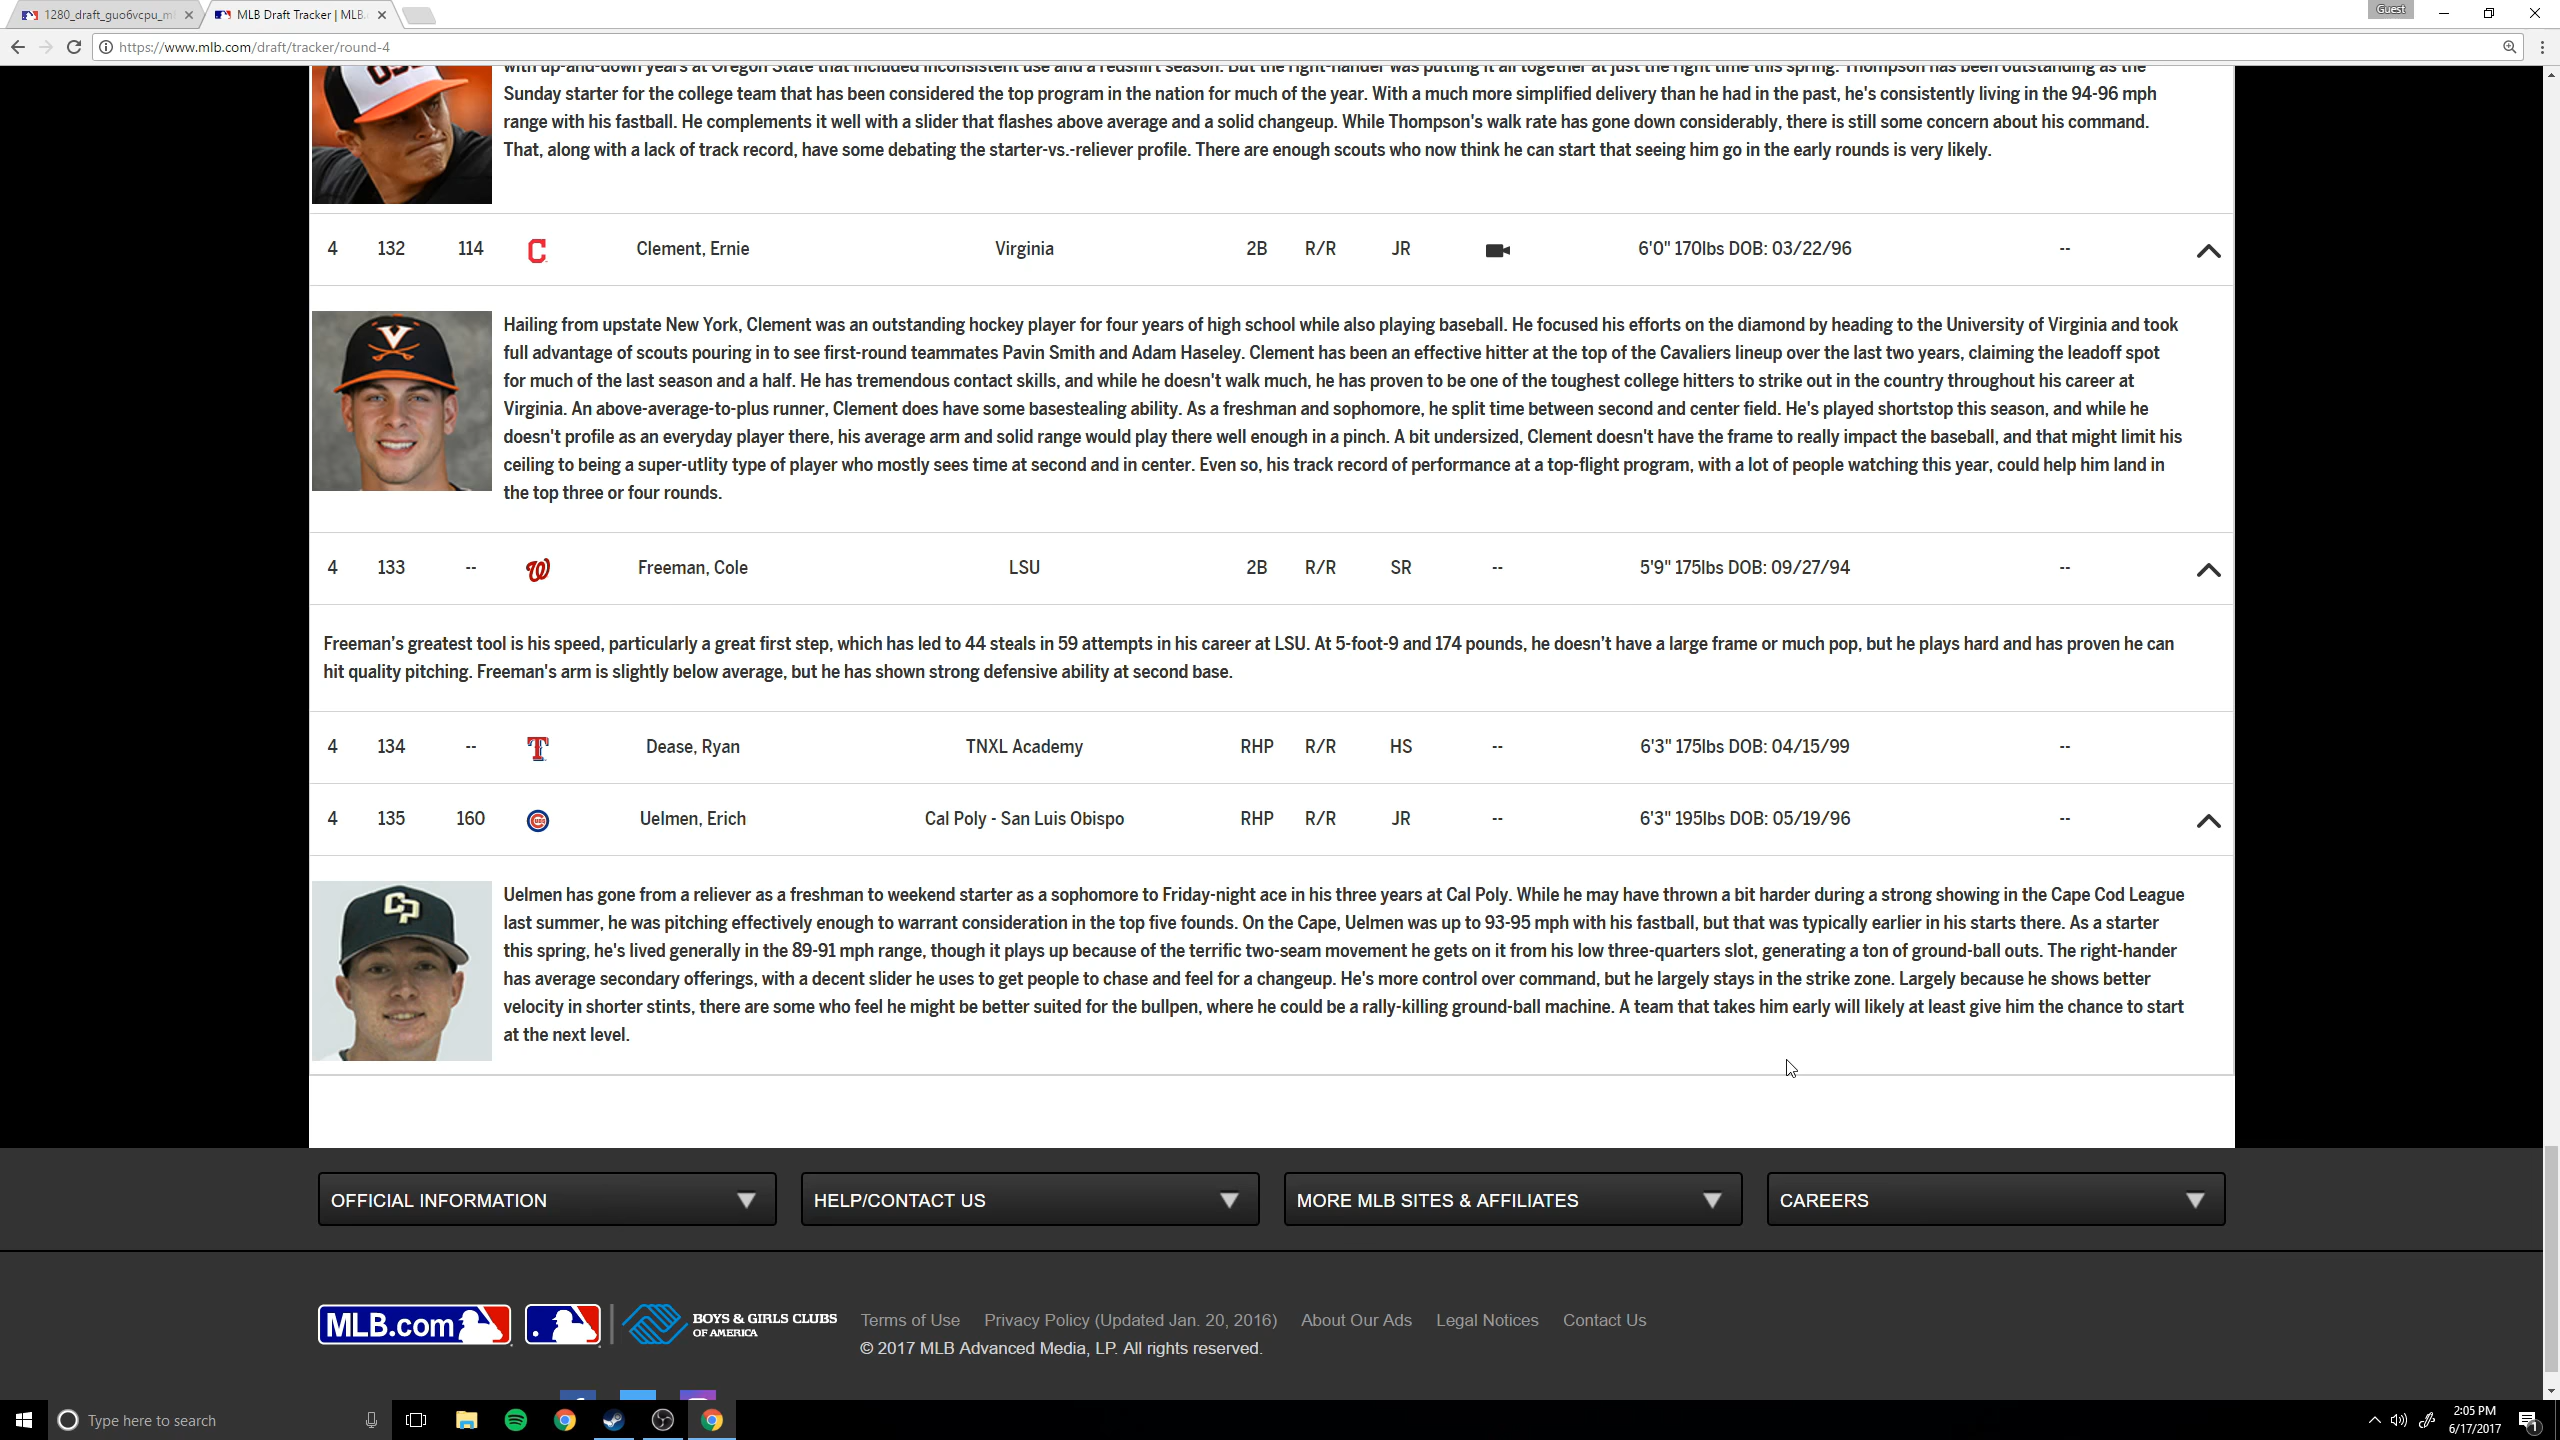 1280_draft_guo6vcpu_m
MLB Draft Tracker | MLB.
Guest
https://www.mlb.com/draft/tracker/round-4
with up-and-down years at Oregon State that included inconsistent use and a redshirt season. But the right-hander was putting it all together at just the right time this spring. Thompson has been outstanding as the
Sunday starter for the college team that has been considered the top program in the nation for much of the year. With a much more simplified delivery than he had in the past, he's consistently living in the 94-96 mph
range with his fastball. He complements it well with a slider that flashes above average and a solid changeup. While Thompson's walk rate has gone down considerably, there is still some concern about his command.
That, along with a lack of track record, have some debating the starter-vs.-reliever profile. There are enough scouts who now think he can start that seeing him go in the early rounds is very likely.
4 132 114 C Clement, Ernie Virginia 2B R/R JR 6'0" 170lbs DOB: 03/22/96 --
Hailing from upstate New York, Clement was an outstanding hockey player for four years of high school while also playing baseball. He focused his efforts on the diamond by heading to the University of Virginia and took
full advantage of scouts pouring in to see first-round teammates Pavin Smith and Adam Haseley. Clement has been an effective hitter at the top of the Cavaliers lineup over the last two years, claiming the leadoff spot
for much of the last season and a half. He has tremendous contact skills, and while he doesn't walk much, he has proven to be one of the toughest college hitters to strike out in the country throughout his career at
Virginia. An above-average-to-plus runner, Clement does have some basestealing ability. As a freshman and sophomore, he split time between second and center field. He's played shortstop this season, and while he
doesn't profile as an everyday player there, his average arm and solid range would play there well enough in a pinch. A bit undersized, Clement doesn't have the frame to really impact the baseball, and that might limit his
ceiling to being a super-utlity type of player who mostly sees time at second and in center. Even so, his track record of performance at a top-flight program, with a lot of people watching this year, could help him land in
the top three or four rounds.
4 133 -- W Freeman, Cole LSU 2B R/R SR -- 5'9" 175lbs DOB: 09/27/94 --
Freeman’s greatest tool is his speed, particularly a great first step, which has led to 44 steals in 59 attempts in his career at LSU. At 5-foot-9 and 174 pounds, he doesn’t have a large frame or much pop, but he plays hard and has proven he can
hit quality pitching. Freeman's arm is slightly below average, but he has shown strong defensive ability at second base.
4 134 -- T Dease, Ryan TNXL Academy RHP R/R HS -- 6'3" 175lbs DOB: 04/15/99 --
4 135 160 Uelmen, Erich Cal Poly - San Luis Obispo RHP R/R JR -- 6'3" 195lbs DOB: 05/19/96 --
Uelmen has gone from a reliever as a freshman to weekend starter as a sophomore to Friday-night ace in his three years at Cal Poly. While he may have thrown a bit harder during a strong showing in the Cape Cod League
last summer, he was pitching effectively enough to warrant consideration in the top five founds. On the Cape, Uelmen was up to 93-95 mph with his fastball, but that was typically earlier in his starts there. As a starter
this spring, he's lived generally in the 89-91 mph range, though it plays up because of the terrific two-seam movement he gets on it from his low three-quarters slot, generating a ton of ground-ball outs. The right-hander
has average secondary offerings, with a decent slider he uses to get people to chase and feel for a changeup. He's more control over command, but he largely stays in the strike zone. Largely because he shows better
velocity in shorter stints, there are some who feel he might be better suited for the bullpen, where he could be a rally-killing ground-ball machine. A team that takes him early will likely at least give him the chance to start
at the next level.
OFFICIAL INFORMATION HELP/CONTACT US MORE MLB SITES & AFFILIATES CAREERS
MLB.com
BOYS & GIRLS CLUBS
OF AMERICA
Terms of Use Privacy Policy (Updated Jan. 20, 2016) About Our Ads Legal Notices Contact Us
© 2017 MLB Advanced Media, LP. All rights reserved.
Type here to search
2:05 PM
6/17/2017
1